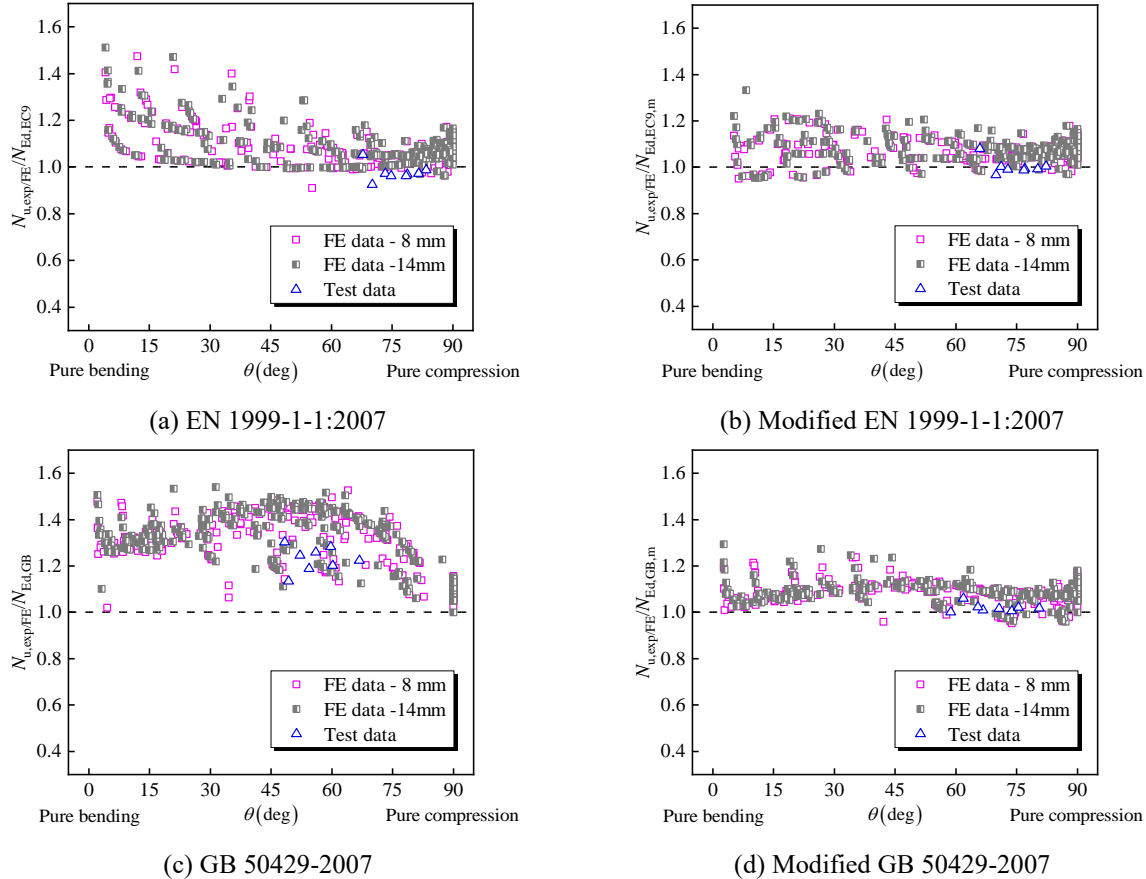 1.6
1.4
1.2
1.0
0.8
0.6
0.4
N_u,exp/FE/N_Ed,EC9
FE data - 8 mm
FE data -14mm
Test data
0 15 30 45 60 75 90
Pure bending θ(deg) Pure compression
(a) EN 1999-1-1:2007
1.6
1.4
1.2
1.0
0.8
0.6
0.4
N_u,exp/FE/N_Ed,EC9,m
FE data - 8 mm
FE data -14mm
Test data
0 15 30 45 60 75 90
Pure bending θ(deg) Pure compression
(b) Modified EN 1999-1-1:2007
1.6
1.4
1.2
1.0
0.8
0.6
0.4
N_u,exp/FE/N_Ed,GB
FE data - 8 mm
FE data -14mm
Test data
0 15 30 45 60 75 90
Pure bending θ(deg) Pure compression
(c) GB 50429-2007
1.6
1.4
1.2
1.0
0.8
0.6
0.4
N_u,exp/FE/N_Ed,GB,m
FE data - 8 mm
FE data -14mm
Test data
0 15 30 45 60 75 90
Pure bending θ(deg) Pure compression
(d) Modified GB 50429-2007